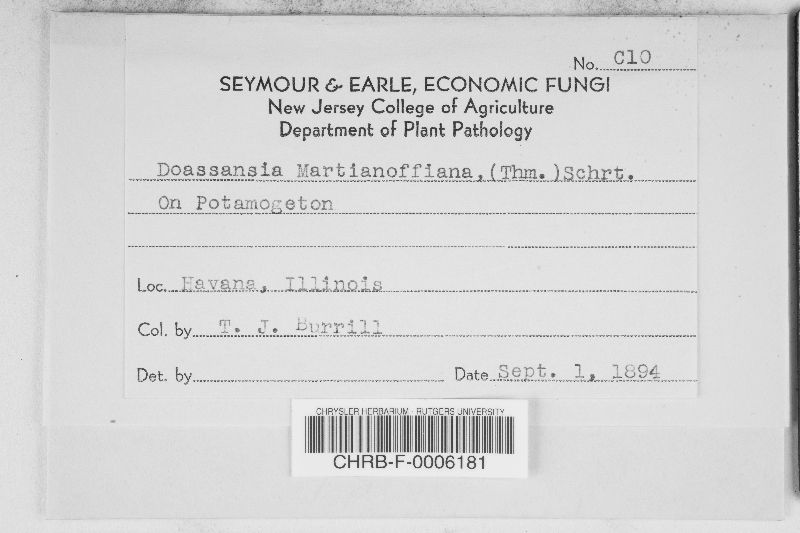 No. C10
SEYMOUR & EARLE, ECONOMIC FUNGI
New Jersey College of Agriculture
Department of Plant Pathology
Doassansia Martianoffiana,(Thm.)Schrt.
On Potamogeton
Loc. Havana, Illinois
Col. by T. J. Burrill
Det. by
Date Sept. 1, 1894
CHRYSLER HERBARIUM - RUTGERS UNIVERSITY
CHRB-F-0006181